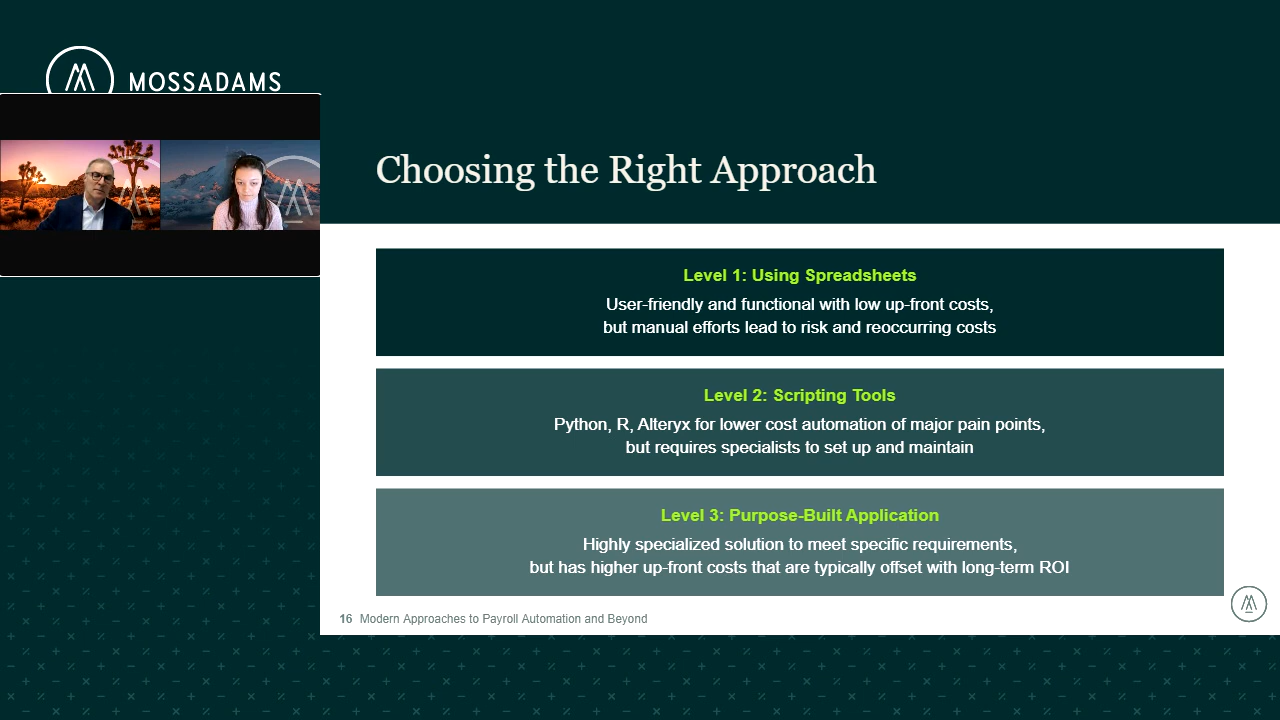 MOSSADAMS
Choosing the Right Approach
Level 1: Using Spreadsheets
User-friendly and functional with low up-front costs,
but manual efforts lead to risk and reoccurring costs
Level 2: Scripting Tools
Python, R, Alteryx for lower cost automation of major pain points,
but requires specialists to set up and maintain
Level 3: Purpose-Built Application
Highly specialized solution to meet specific requirements,
but has higher up-front costs that are typically offset with long-term ROI
16 Modern Approaches to Payroll Automation and Beyond